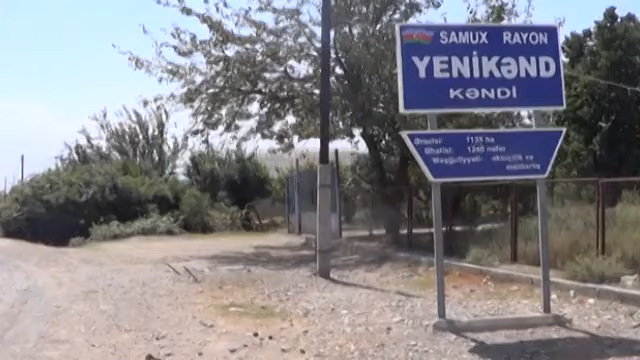 SAMUX RAYON
YENİKƏND
KƏNDİ
Ərazisi: 1135 ha
Əhalisi: 1248 nəfər
Məşğuliyyəti: əkinçilik və
maldarlıq